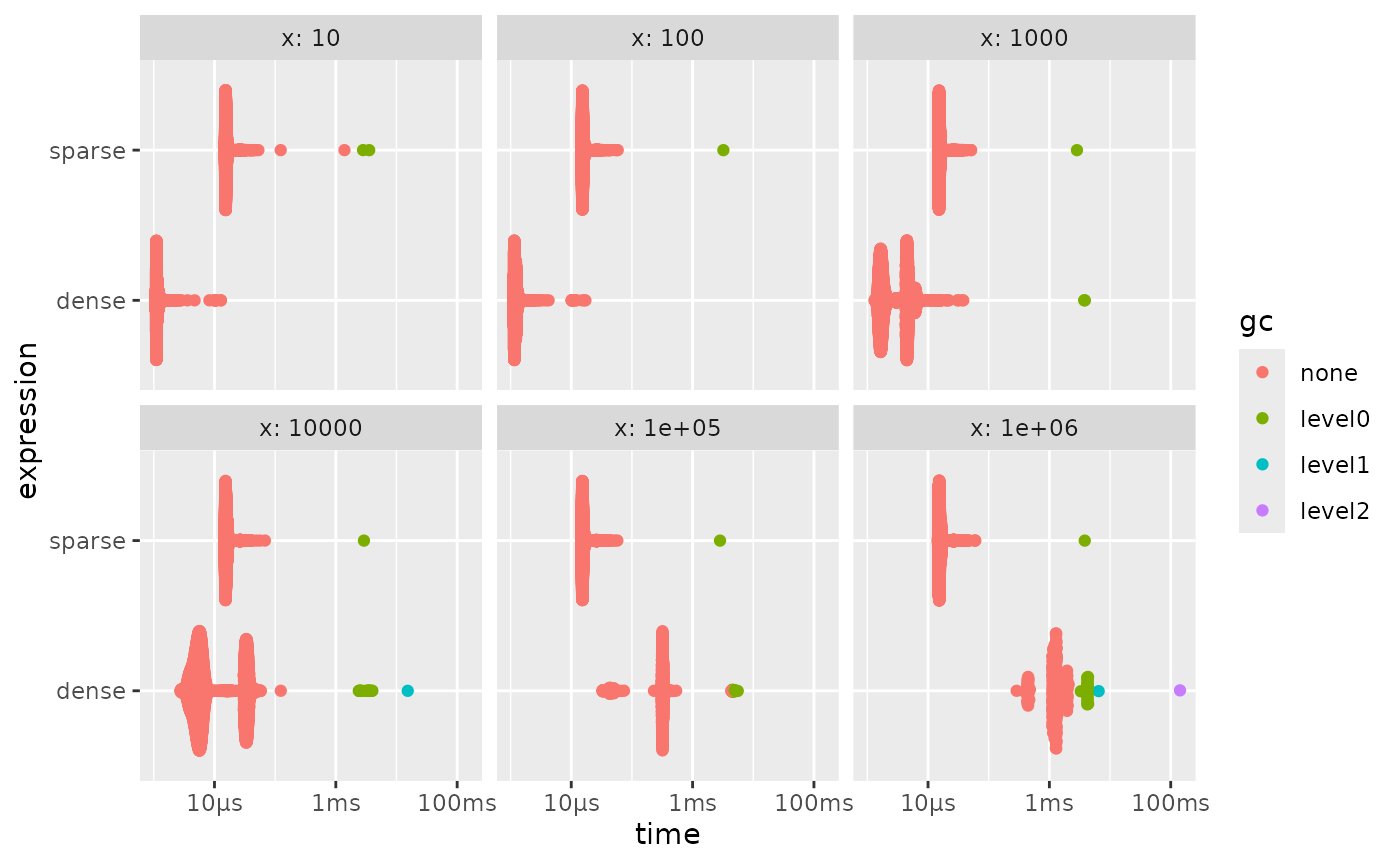 x: 10
x: 100
x: 1000
sparse
dense
x: 10000
x: 1e+05
x: 1e+06
sparse
dense
10µs
1ms
100ms
10µs
1ms
100ms
10µs
1ms
100ms
time
expression
gc
none
level0
level1
level2